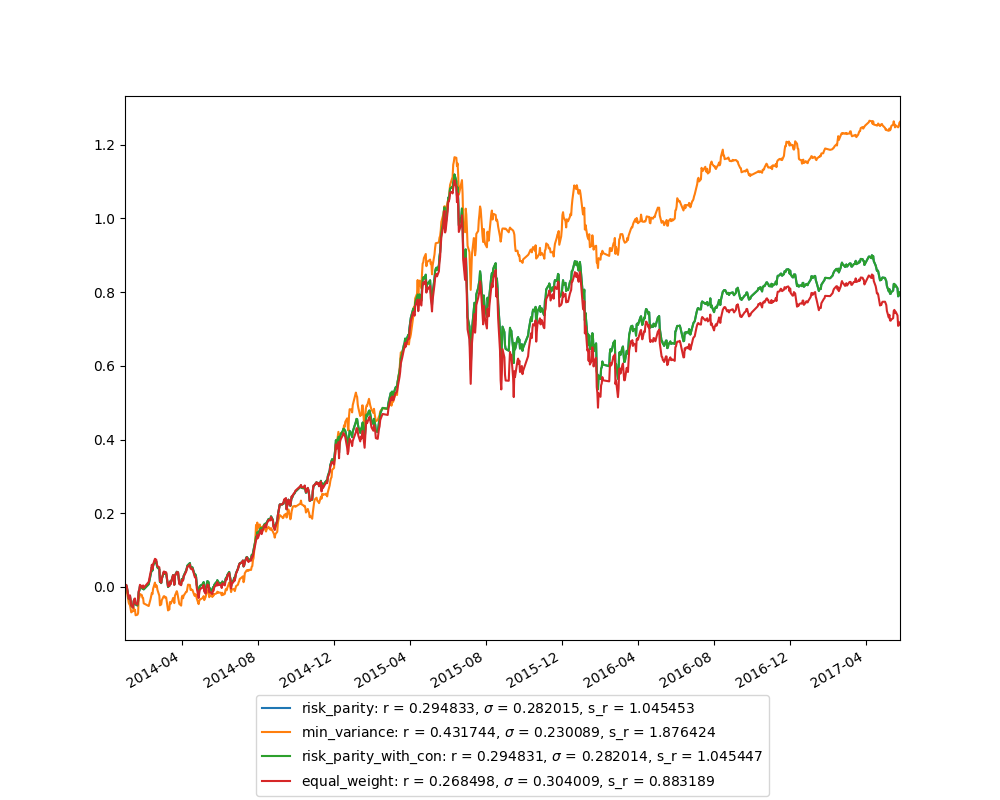 1.2
1.0
0.8
0.6
0.4
0.2
0.0
2014-04 2014-08 2014-12 2015-04 2015-08 2015-12 2016-04 2016-08 2016-12 2017-04
risk_parity: r = 0.294833, σ = 0.282015, s_r = 1.045453
min_variance: r = 0.431744, σ = 0.230089, s_r = 1.876424
risk_parity_with_con: r = 0.294831, σ = 0.282014, s_r = 1.045447
equal_weight: r = 0.268498, σ = 0.304009, s_r = 0.883189